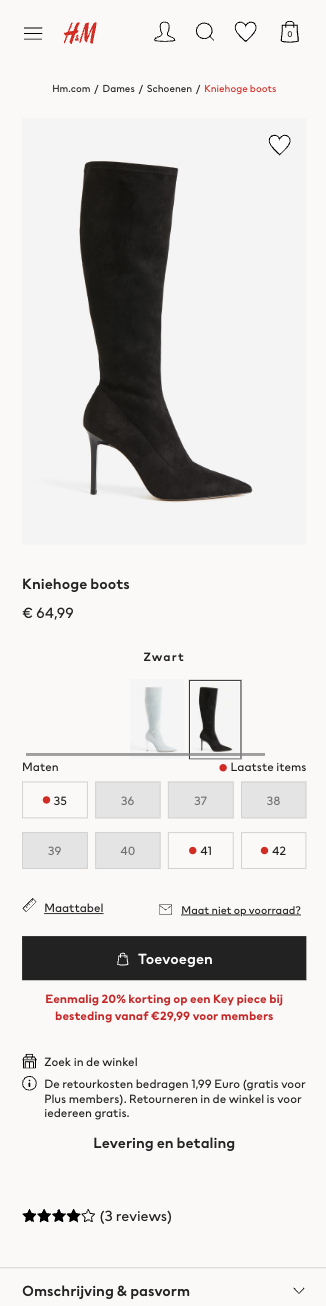 H&M
0
Hm.com / Dames / Schoenen / Kniehoge boots
Kniehoge boots
€ 64,99
Zwart
Maten
Laatste items
35 36 37 38
39 40 41 42
Maattabel
Maat niet op voorraad?
Toevoegen
Eenmalig 20% korting op een Key piece bij
besteding vanaf €29,99 voor members
Zoek in de winkel
De retourkosten bedragen 1,99 Euro (gratis voor
Plus members). Retourneren in de winkel is voor
iedereen gratis.
Levering en betaling
(3 reviews)
Omschrijving & pasvorm